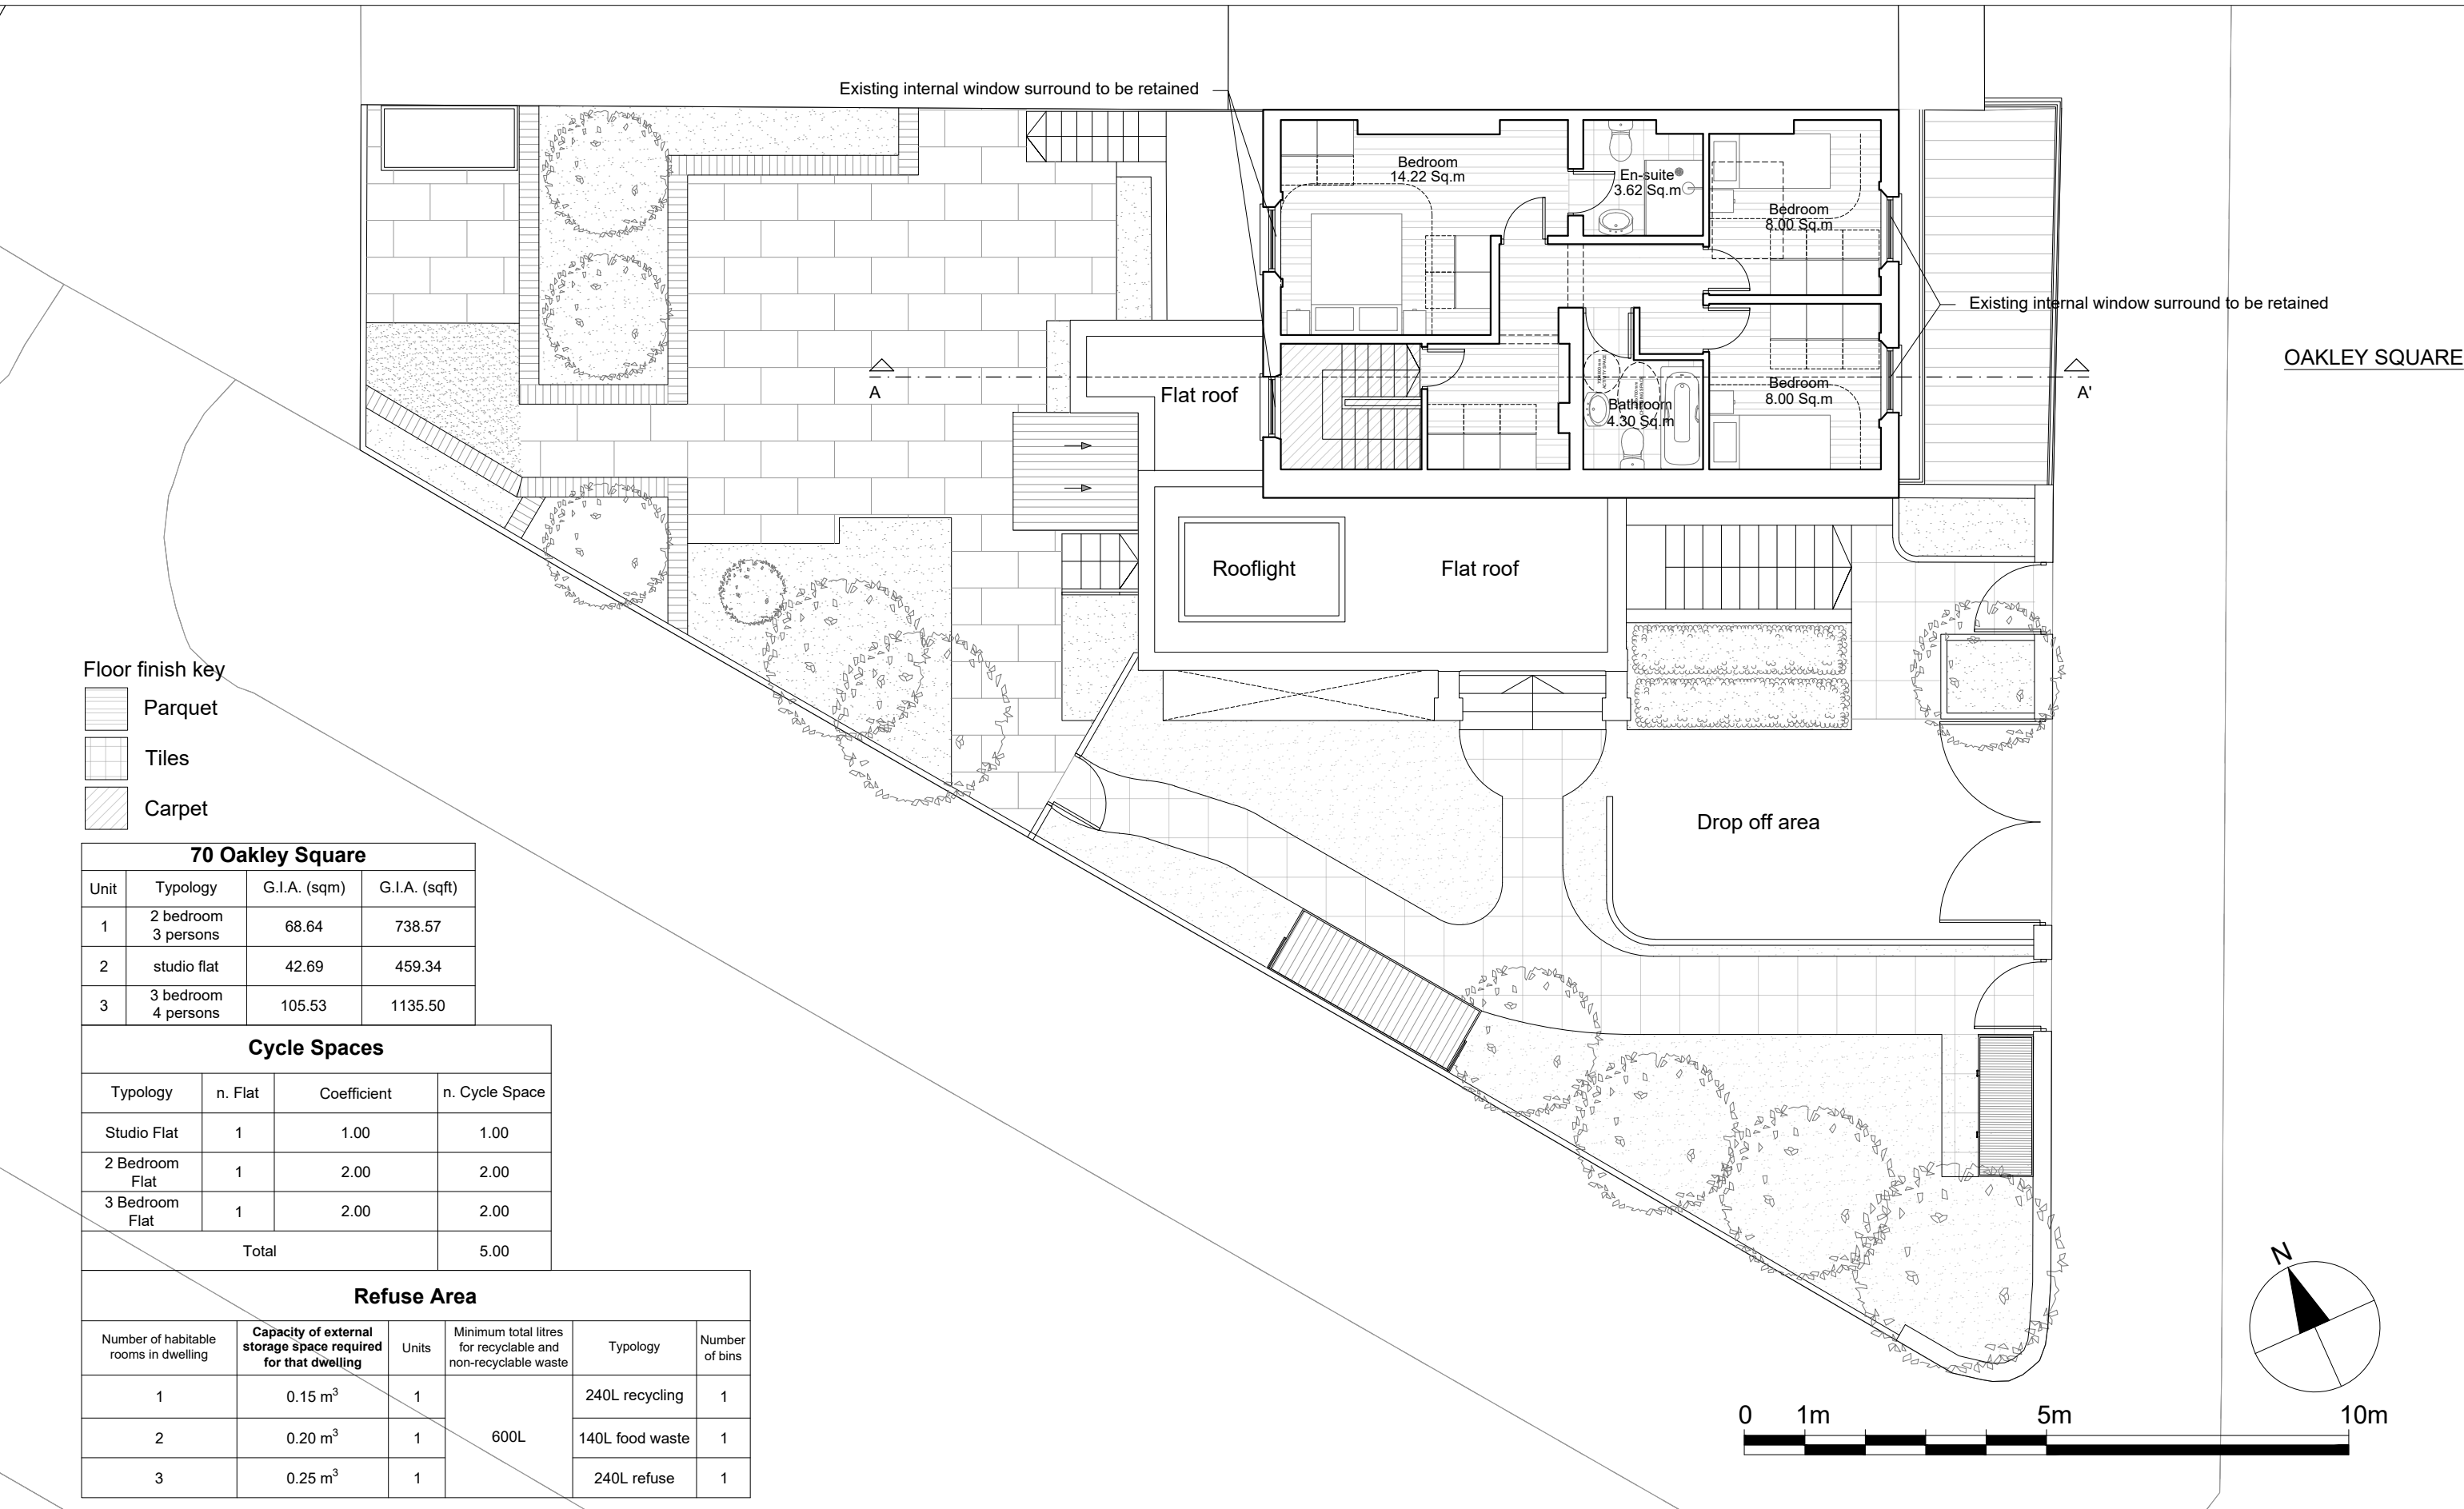 Existing internal window surround to be retained
Bedroom
14.22 Sq.m
En-suite
3.62 Sq.m
Bedroom
8.00 Sq.m
Existing internal window surround to be retained
OAKLEY SQUARE
A
A'
Flat roof
Bedroom
8.00 Sq.m
Bathroom
4.30 Sq.m
Rooflight
Flat roof
Drop off area
Floor finish key
Parquet
Tiles
Carpet
70 Oakley Square
Unit Typology G.I.A. (sqm) G.I.A. (sqft)
1 2 bedroom 3 persons 68.64 738.57
2 studio flat 42.69 459.34
3 3 bedroom 4 persons 105.53 1135.50
Cycle Spaces
Typology n. Flat Coefficient n. Cycle Space
Studio Flat 1 1.00 1.00
2 Bedroom Flat 1 2.00 2.00
3 Bedroom Flat 1 2.00 2.00
Total 5.00
Refuse Area
Number of habitable rooms in dwelling Capacity of external storage space required for that dwelling Units Minimum total litres for recyclable and non-recyclable waste Typology Number of bins
1 0.15 m³ 1 240L recycling 1
2 0.20 m³ 1 600L 140L food waste 1
3 0.25 m³ 1 240L refuse 1
N
0 1m 5m 10m